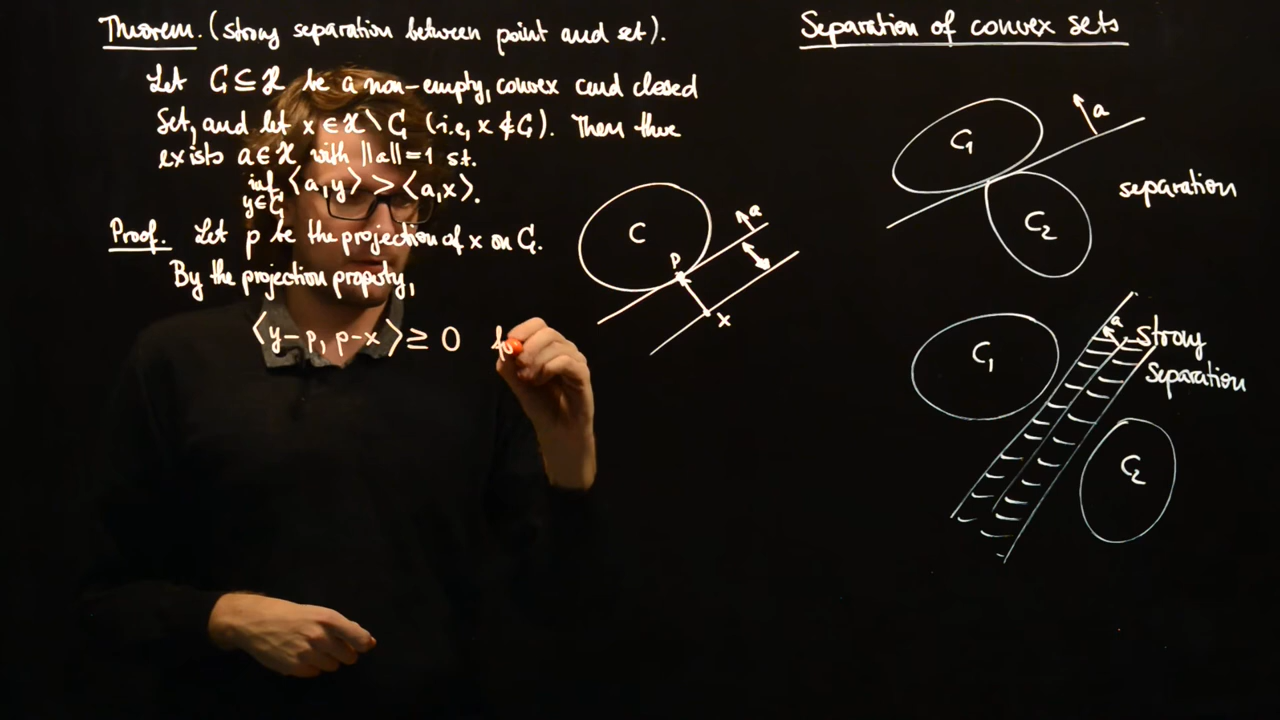 Theorem. (strong separation between point and set).
Let C ⊆ H be a non-empty, convex and closed
set, and let x ∈ H \ C (i.e, x ∉ C). Then there
exists a ∈ H with ||a|| = 1 st.
inf ⟨a, y⟩ > ⟨a, x⟩.
y∈C
Proof. Let p be the projection of x on C.
By the projection property,
⟨y-p, p-x⟩ ≥ 0 fo
C
a
p
x
Separation of convex sets
C₁
a
C₂
separation
C₁
a
strong
separation
C₂